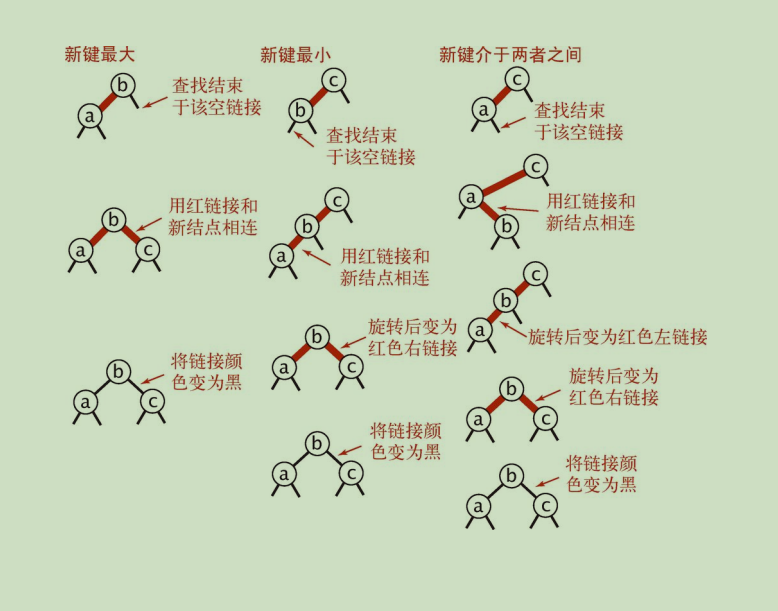 新键最大
b
a
查找结束
于该空链接
b
a
c
用红链接和
新结点相连
b
a
c
将链接颜
色变为黑
新键最小
c
b
查找结束
于该空链接
c
b
a
用红链接和
新结点相连
b
a
c
旋转后变为
红色右链接
b
a
c
将链接颜
色变为黑
新键介于两者之间
c
a
查找结束
于该空链接
c
a
b
用红链接和
新结点相连
c
b
a
旋转后变为红色左链接
b
a
c
旋转后变为
红色右链接
b
a
c
将链接颜
色变为黑